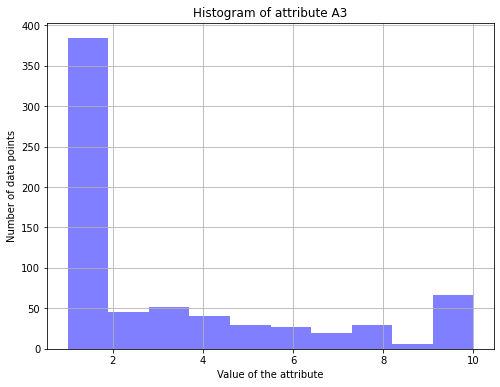 Histogram of attribute A3
400
350
300
250
200
150
100
50
0
Number of data points
2 4 6 8 10
Value of the attribute